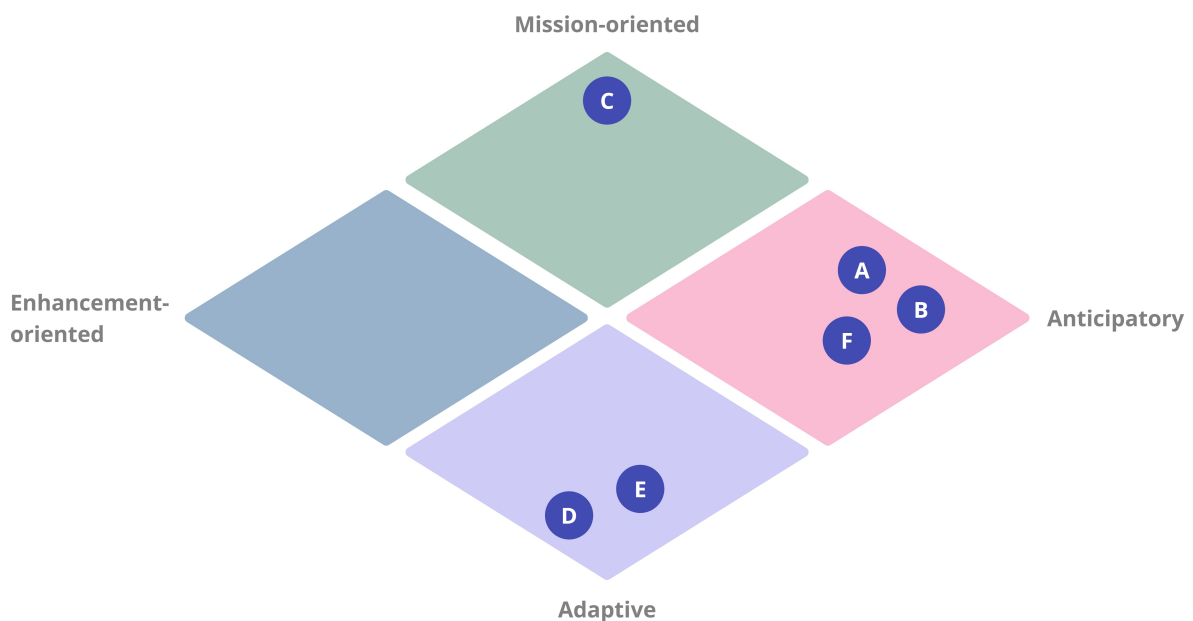 Mission-oriented
C
A
B
Enhancement-
oriented
Anticipatory
F
E
D
Adaptive